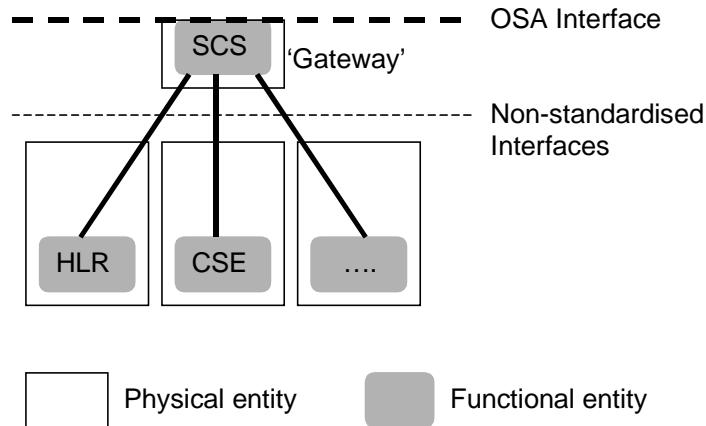 OSA Interface
SCS
‘Gateway’
Non-standardised
Interfaces
HLR
CSE
….
Physical entity
Functional entity